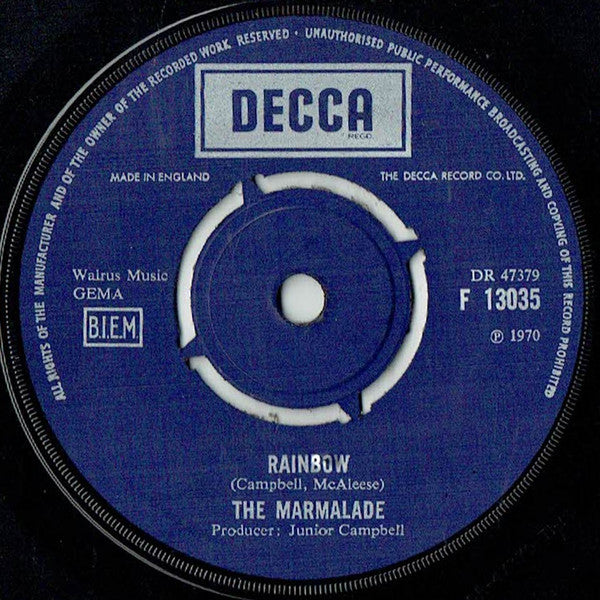 ALL RIGHTS OF THE MANUFACTURER AND OF THE OWNER OF THE RECORDED WORK RESERVED · UNAUTHORISED PUBLIC PERFORMANCE BROADCASTING AND COPYING OF THIS RECORD PROHIBITED
DECCA
REGD.
MADE IN ENGLAND
THE DECCA RECORD CO. LTD.
Walrus Music
GEMA
B.I.E.M.
DR 47379
F 13035
℗ 1970
RAINBOW
(Campbell, McAleese)
THE MARMALADE
Producer: Junior Campbell